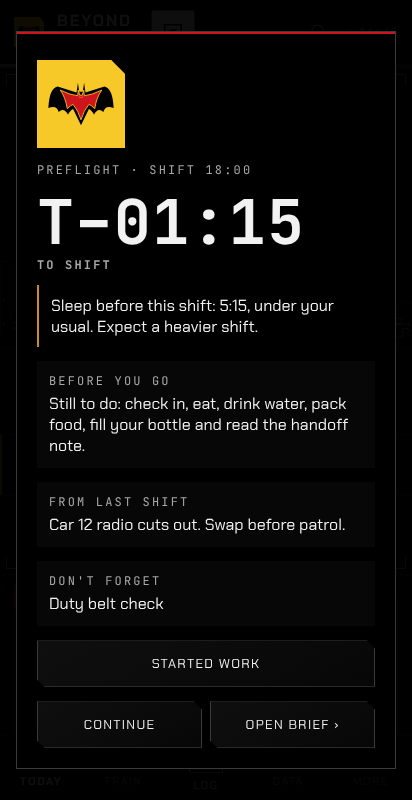 BEYOND
PREFLIGHT · SHIFT 18:00
T-01:15
TO SHIFT
Sleep before this shift: 5:15, under your
usual. Expect a heavier shift.
BEFORE YOU GO
Still to do: check in, eat, drink water, pack
food, fill your bottle and read the handoff
note.
FROM LAST SHIFT
Car 12 radio cuts out. Swap before patrol.
DON'T FORGET
Duty belt check
STARTED WORK
CONTINUE
OPEN BRIEF ›
TODAY
TRAIN
LOG
DATA
MORE